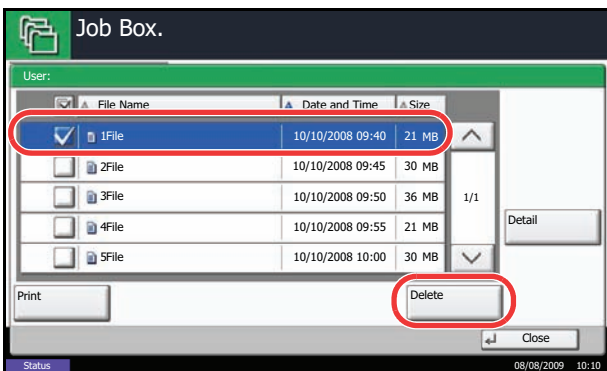 Job Box.
User:
File Name Date and Time Size
1File 10/10/2008 09:40 21 MB
2File 10/10/2008 09:45 30 MB
3File 10/10/2008 09:50 36 MB
1/1
4File 10/10/2008 09:55 21 MB
Detail
5File 10/10/2008 10:00 30 MB
Print Delete
Close
Status 08/08/2009 10:10